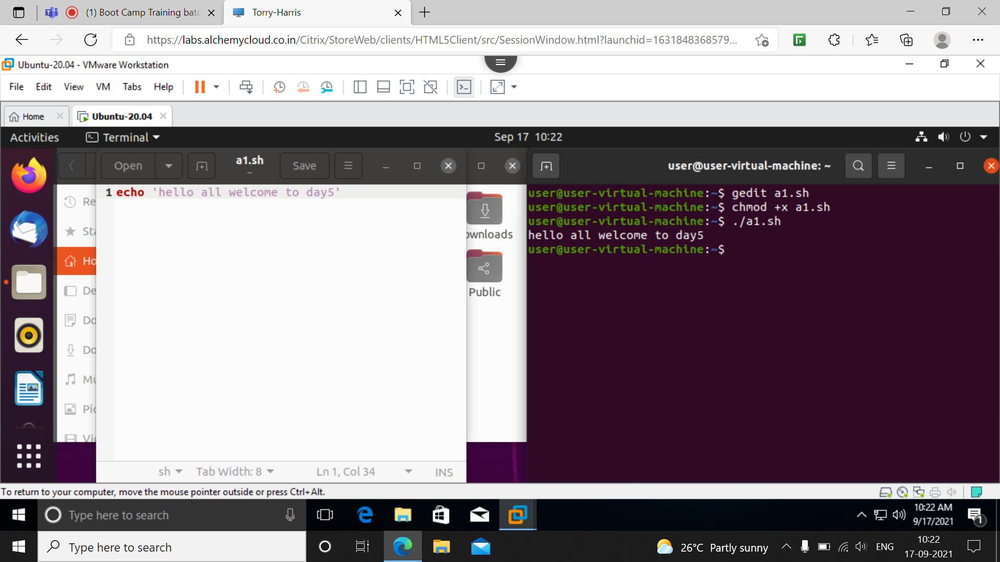 (1) Boot Camp Training batc
Torry-Harris
https://labs.alchemycloud.co.in/Citrix/StoreWeb/clients/HTML5Client/src/SessionWindow.html?launchid=1631848368579...
Ubuntu-20.04 - VMware Workstation
File Edit View VM Tabs Help
Home
Ubuntu-20.04
Activities
Terminal
Sep 17 10:22
Open
a1.sh
~
Save
user@user-virtual-machine: ~
1 echo 'hello all welcome to day5'
Re
Sta
Ho
De
Do
Do
Mu
Pic
Vi
ownloads
Public
user@user-virtual-machine:~$ gedit a1.sh
user@user-virtual-machine:~$ chmod +x a1.sh
user@user-virtual-machine:~$ ./a1.sh
hello all welcome to day5
user@user-virtual-machine:~$
sh
Tab Width: 8
Ln 1, Col 34
INS
To return to your computer, move the mouse pointer outside or press Ctrl+Alt.
Type here to search
10:22 AM
9/17/2021
1
Type here to search
26°C Partly sunny
ENG
10:22
17-09-2021